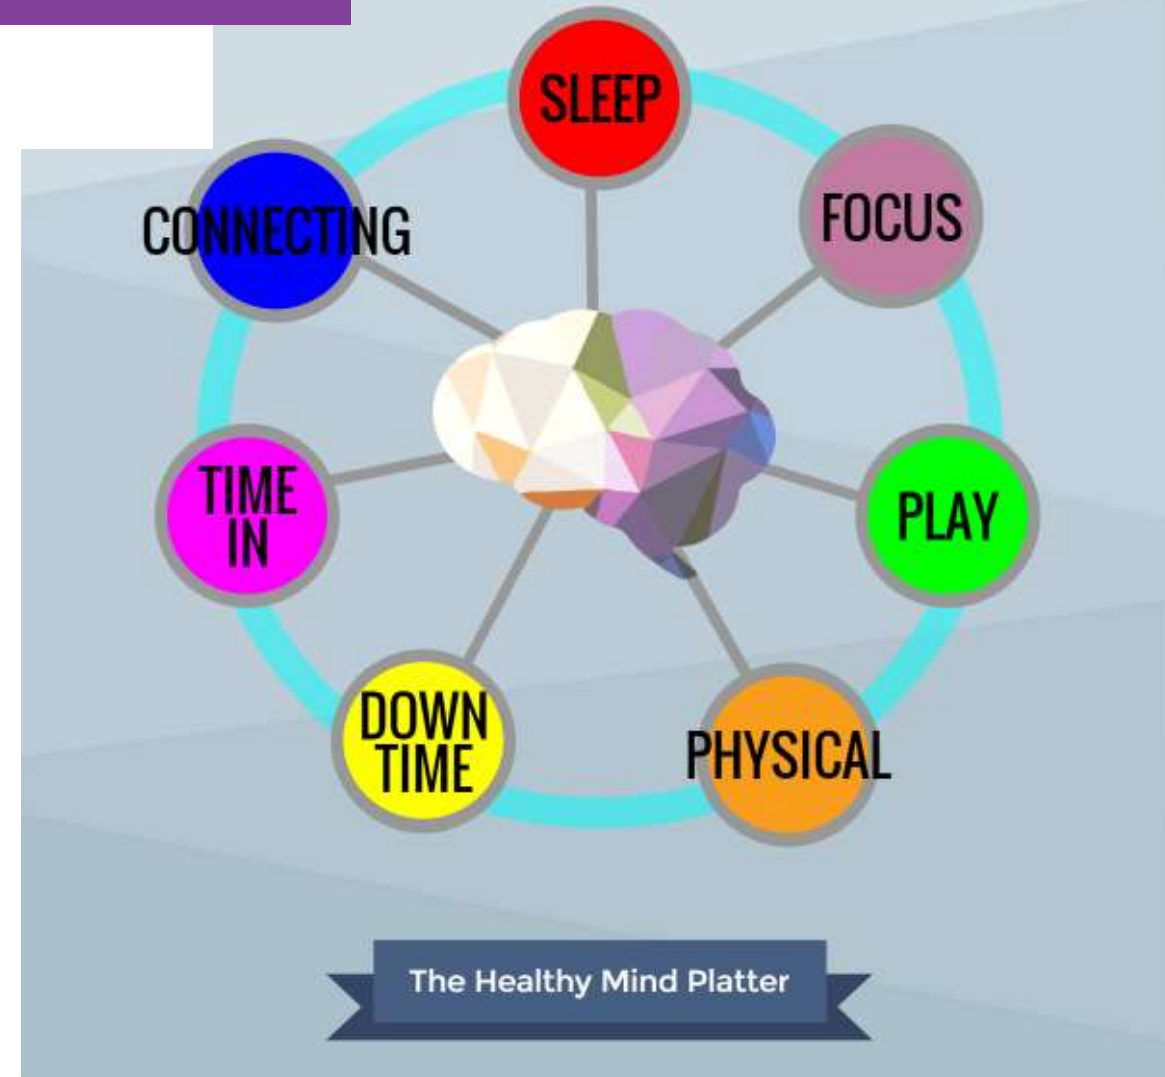 SLEEP
FOCUS
CONNECTING
PLAY
TIME
IN
PHYSICAL
DOWN
TIME
The Healthy Mind Platter